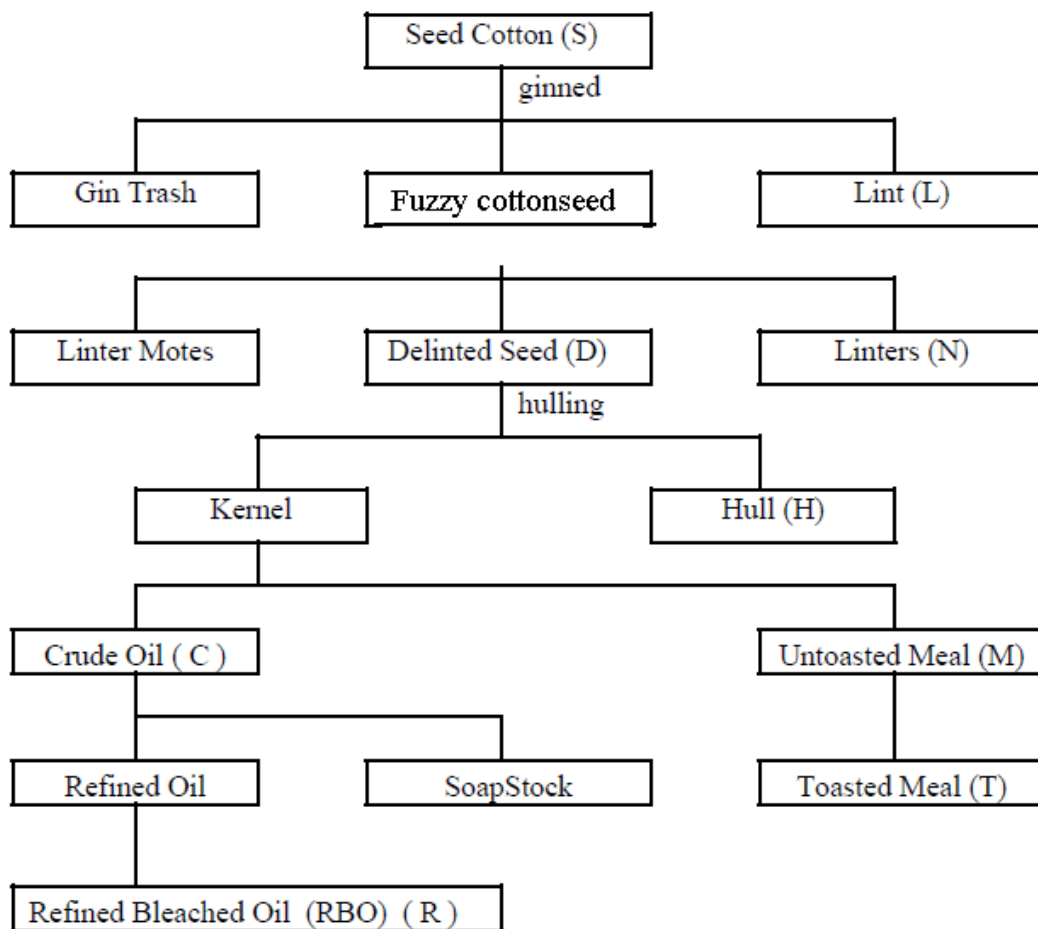 Seed Cotton (S)
ginned
Gin Trash
Fuzzy cottonseed
Lint (L)
Linter Motes
Delinted Seed (D)
Linters (N)
hulling
Kernel
Hull (H)
Crude Oil ( C )
Untoasted Meal (M)
Refined Oil
SoapStock
Toasted Meal (T)
Refined Bleached Oil (RBO) ( R )